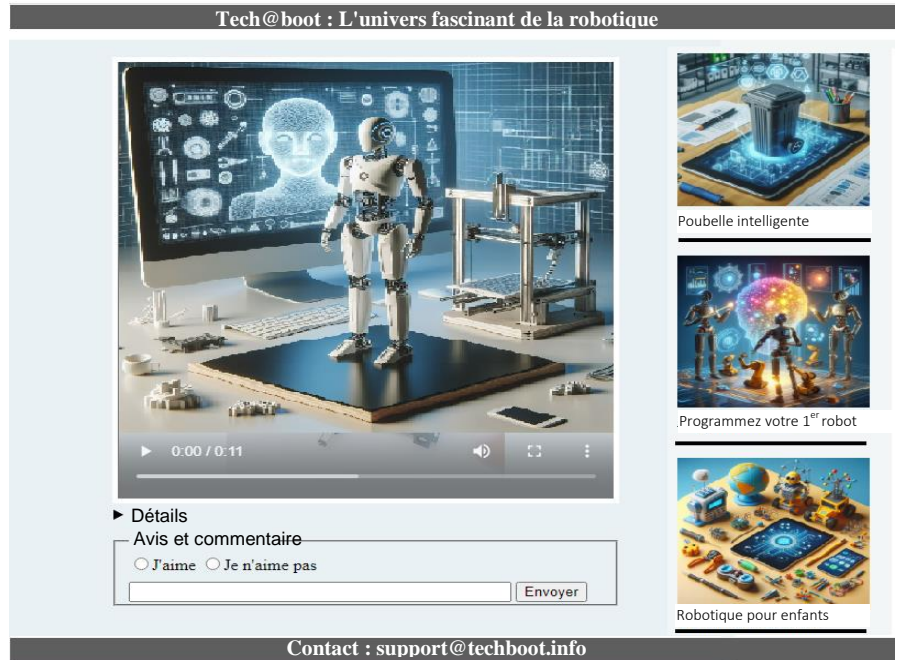 Tech@boot : L'univers fascinant de la robotique
0:00 / 0:11
Détails
Avis et commentaire
J'aime Je n'aime pas
Envoyer
Poubelle intelligente
Programmez votre 1er robot
Robotique pour enfants
Contact : support@techboot.info